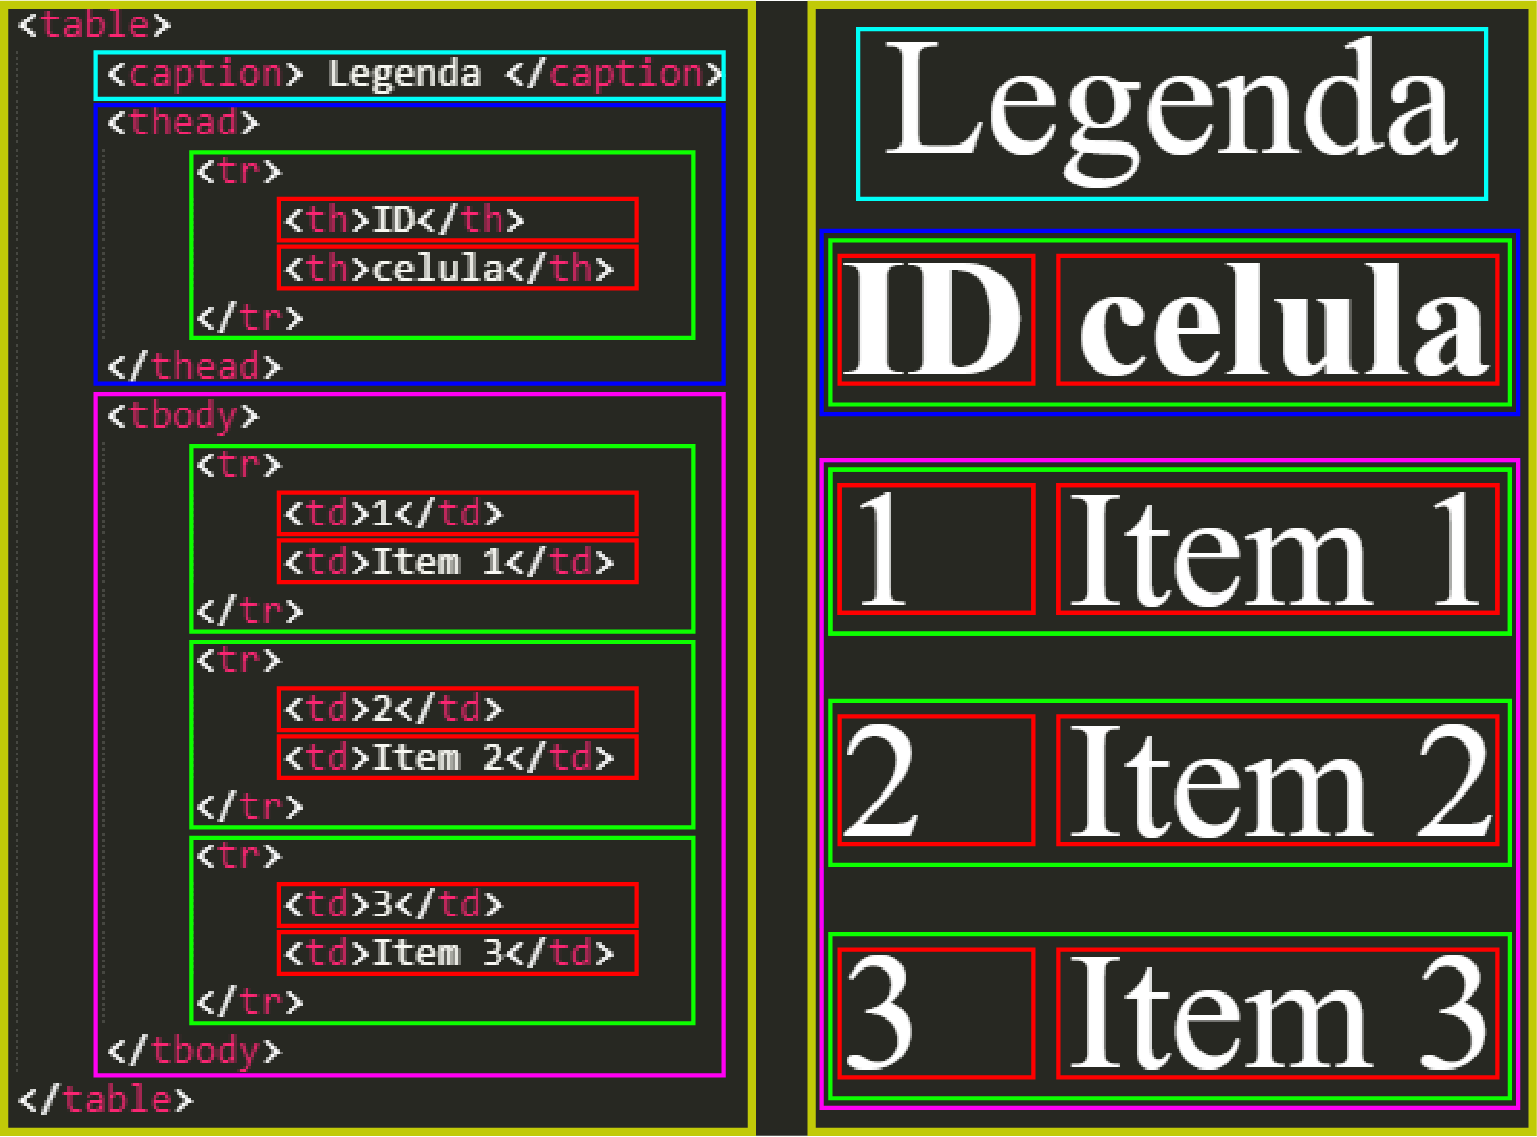 <table>
<caption> Legenda </caption>
<thead>
<tr>
<th>ID</th>
<th>celula</th>
</tr>
</thead>
<tbody>
<tr>
<td>1</td>
<td>Item 1</td>
</tr>
<tr>
<td>2</td>
<td>Item 2</td>
</tr>
<tr>
<td>3</td>
<td>Item 3</td>
</tr>
</tbody>
</table>
Legenda
ID celula
1 Item 1
2 Item 2
3 Item 3